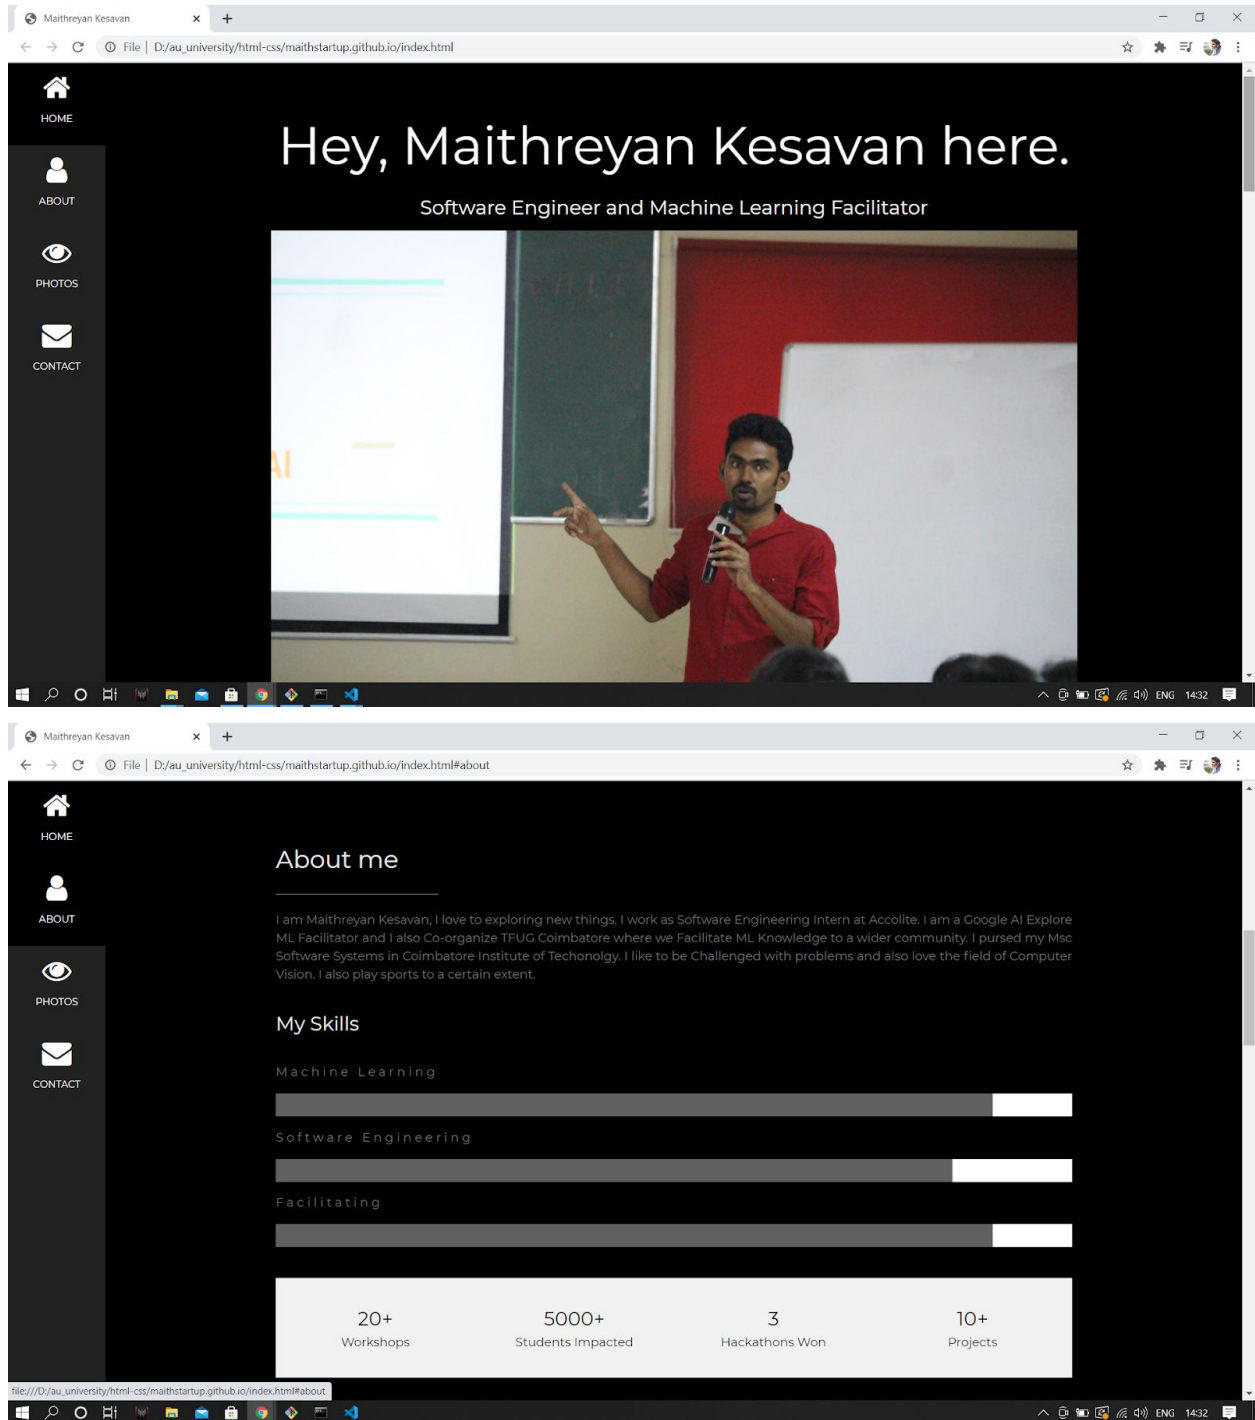 Maithreyan Kesavan
File | D:/au_university/html-css/maithstartup.github.io/index.html
HOME
Hey, Maithreyan Kesavan here.
Software Engineer and Machine Learning Facilitator
ABOUT
PHOTOS
CONTACT
AI
ENG 14:32
Maithreyan Kesavan
File | D:/au_university/html-css/maithstartup.github.io/index.html#about
HOME
ABOUT
PHOTOS
CONTACT
About me
I am Maithreyan Kesavan, I love to exploring new things. I work as Software Engineering Intern at Accolite. I am a Google AI Explore
ML Facilitator and I also Co-organize TFUG Coimbatore where we Facilitate ML Knowledge to a wider community. I pursed my Msc
Software Systems in Coimbatore Institute of Techonolgy. I like to be Challenged with problems and also love the field of Computer
Vision. I also play sports to a certain extent.
My Skills
Machine Learning
Software Engineering
Facilitating
20+ 5000+ 3 10+
Workshops Students Impacted Hackathons Won Projects
file:///D:/au_university/html-css/maithstartup.github.io/index.html#about
ENG 14:32